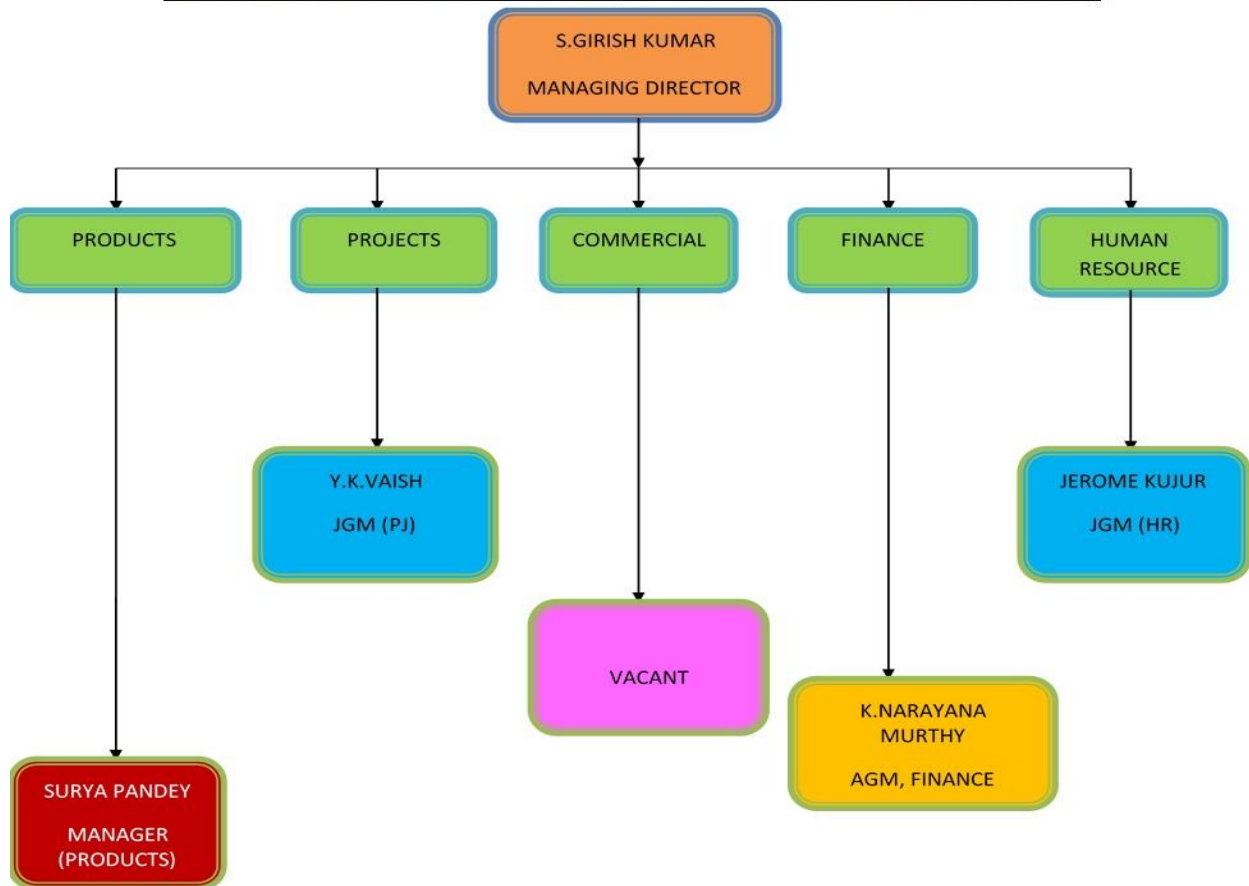 S.GIRISH KUMAR
MANAGING DIRECTOR
PRODUCTS
PROJECTS
COMMERCIAL
FINANCE
HUMAN
RESOURCE
Y.K.VAISH
JGM (PJ)
JEROME KUJUR
JGM (HR)
VACANT
K.NARAYANA
MURTHY
AGM, FINANCE
SURYA PANDEY
MANAGER
(PRODUCTS)